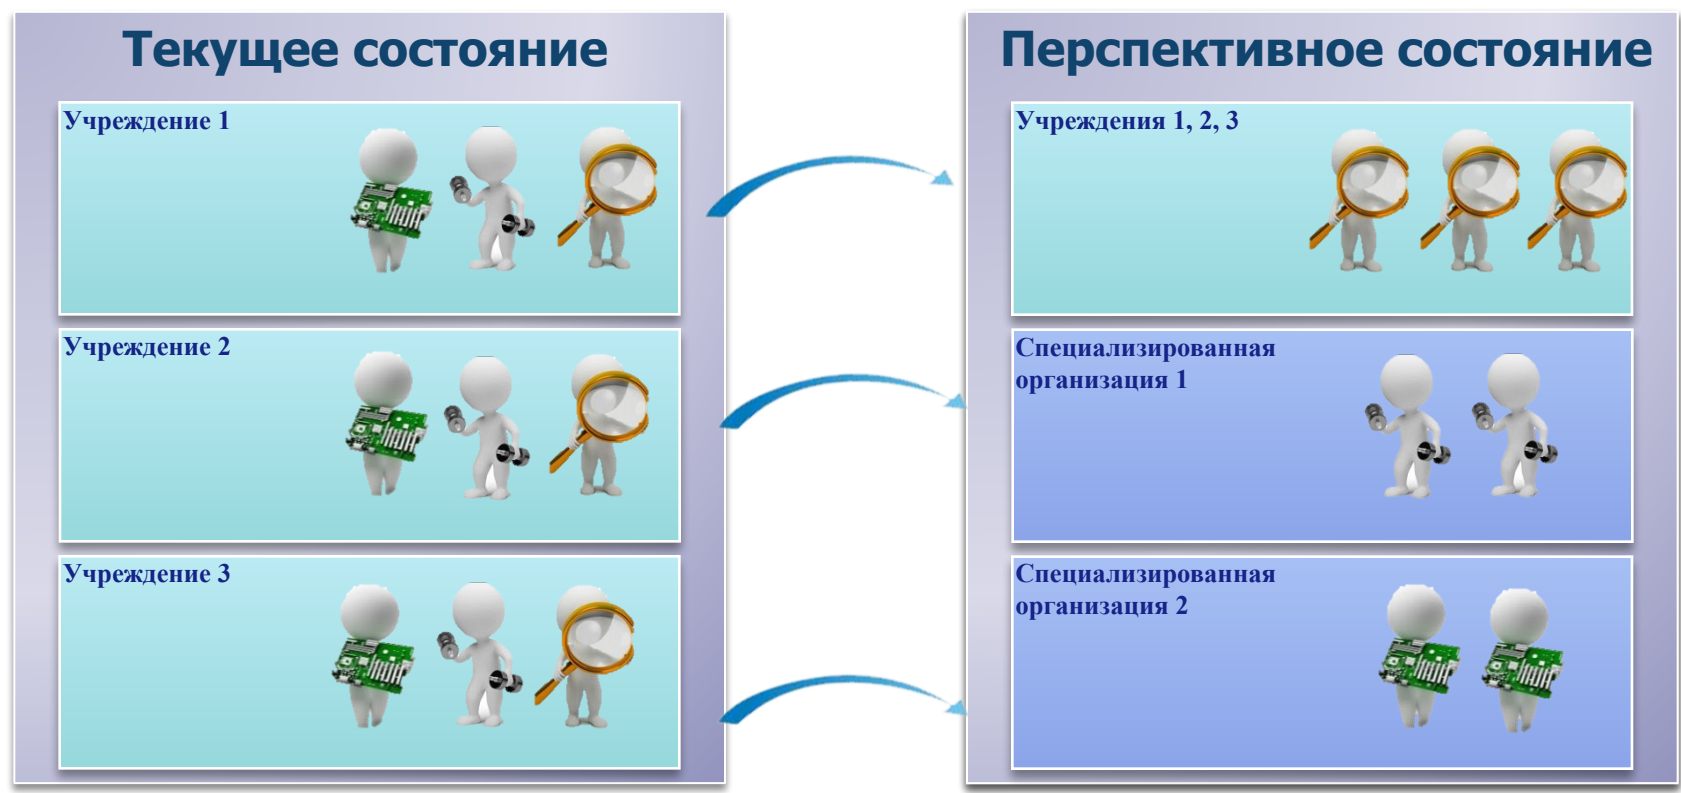 Текущее состояние
Учреждение 1
Учреждение 2
Учреждение 3
Перспективное состояние
Учреждения 1, 2, 3
Специализированная
организация 1
Специализированная
организация 2